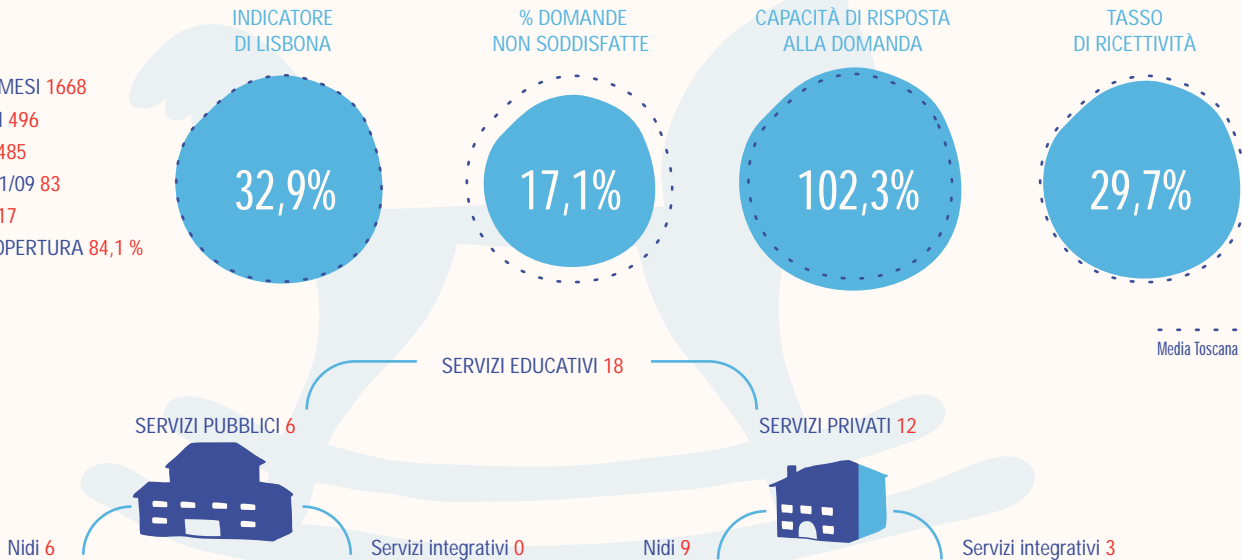 INDICATORE
DI LISBONA
% DOMANDE
NON SODDISFATTE
CAPACITÀ DI RISPOSTA
ALLA DOMANDA
TASSO
DI RICETTIVITÀ
MESI 1668
496
485
1/09 83
17
OPERTURA 84,1 %
32,9%
17,1%
102,3%
29,7%
Media Toscana
SERVIZI EDUCATIVI 18
SERVIZI PUBBLICI 6
SERVIZI PRIVATI 12
Nidi 6
Servizi integrativi 0
Nidi 9
Servizi integrativi 3